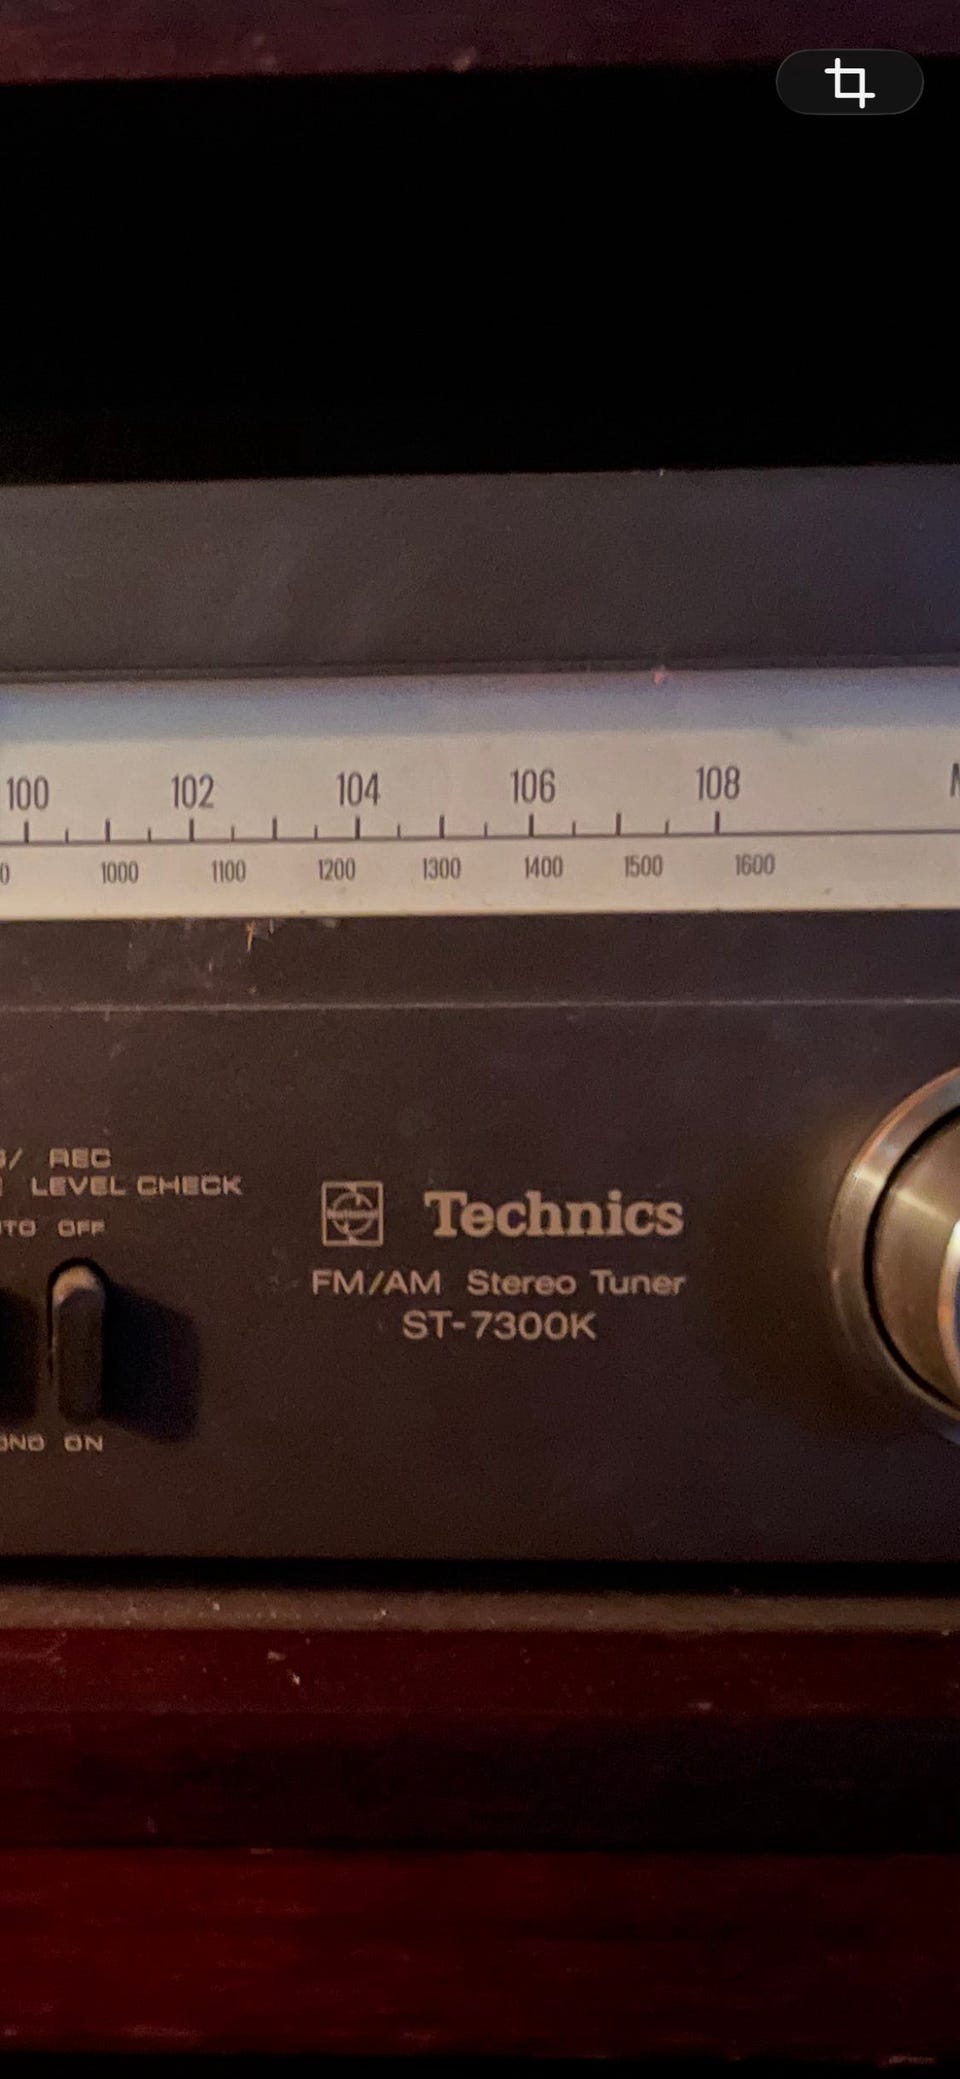 100 102 104 106 108
1000 1100 1200 1300 1400 1500 1600
REC
LEVEL CHECK
OFF
Technics
FM/AM Stereo Tuner
ST-7300K
ON